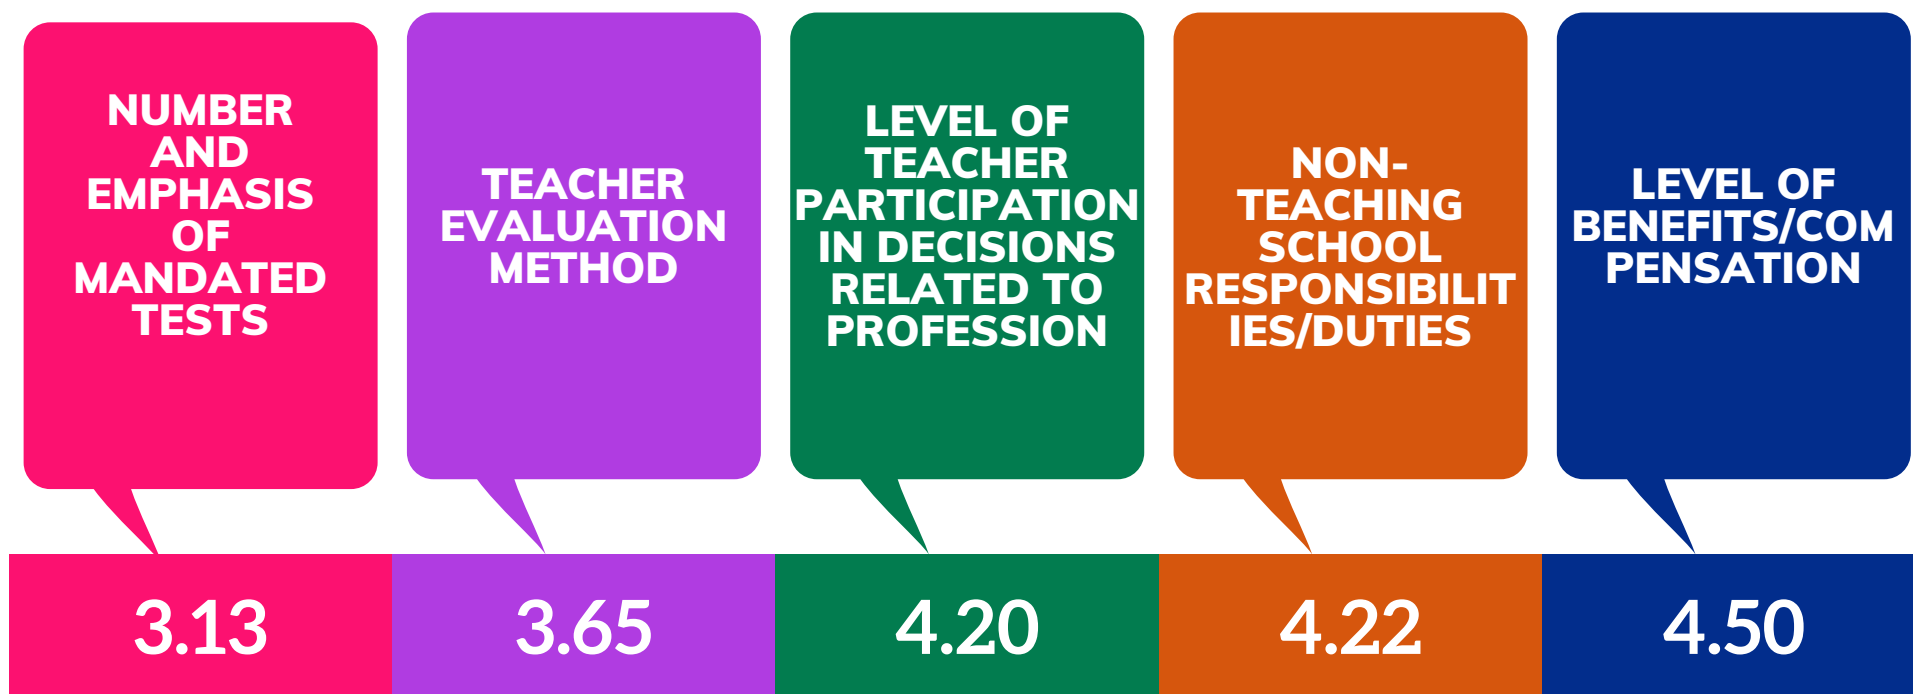 NUMBER
AND
EMPHASIS
OF
MANDATED
TESTS
TEACHER
EVALUATION
METHOD
LEVEL OF
TEACHER
PARTICIPATION
IN DECISIONS
RELATED TO
PROFESSION
NON-
TEACHING
SCHOOL
RESPONSIBILIT
IES/DUTIES
LEVEL OF
BENEFITS/COM
PENSATION
3.13
3.65
4.20
4.22
4.50